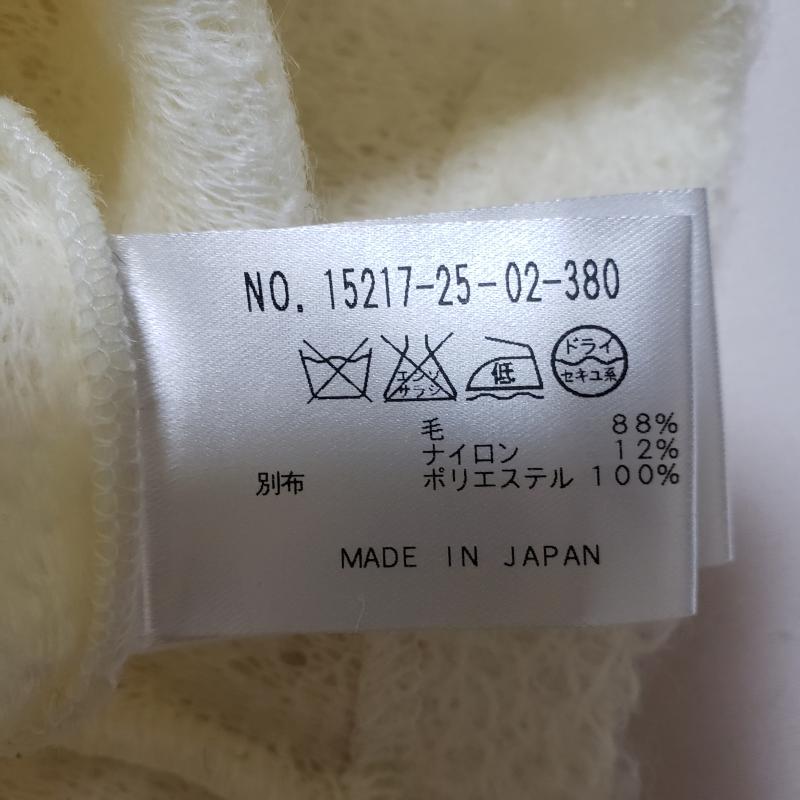 NO. 15217-25-02-380
エンソ サラシ 低 ドライ セキユ系
毛 88%
ナイロン 12%
別布 ポリエステル 100%
MADE IN JAPAN